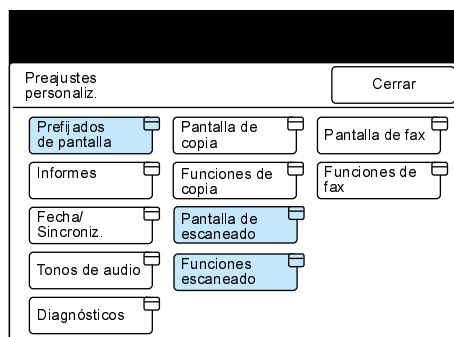 Preajustes
personaliz.
Cerrar
Prefijados
de pantalla
Pantalla de
copia
Pantalla de fax
Informes
Funciones de
copia
Funciones de
fax
Fecha/
Sincroniz.
Pantalla de
escaneado
Tonos de audio
Funciones
escaneado
Diagnósticos